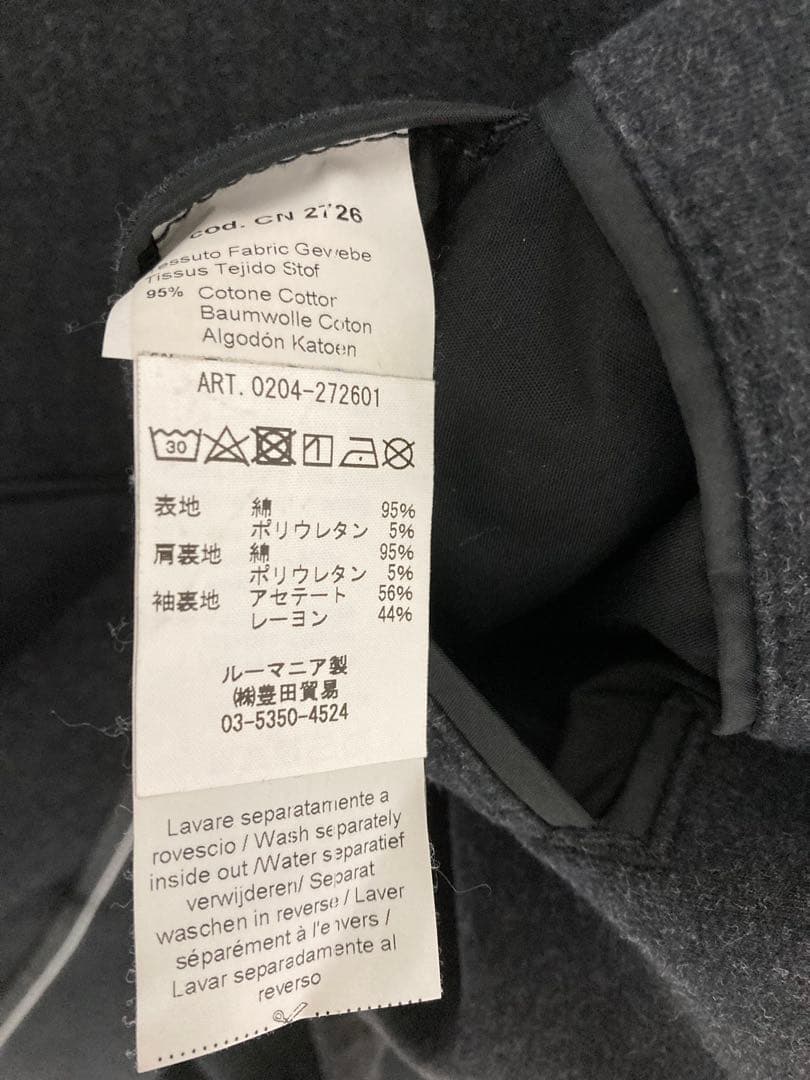 cod. CN 2726
Tessuto Fabric Gewebe
Tissus Tejido Stof
95% Cotone Cotton
Baumwolle Coton
Algodón Katoen
ART. 0204-272601
30
表地 綿 95%
ポリウレタン 5%
肩裏地 綿 95%
ポリウレタン 5%
袖裏地 アセテート 56%
レーヨン 44%
ルーマニア製
㈱豊田貿易
03-5350-4524
Lavare separatamente a
rovescio / Wash separately
inside out /Water separatief
verwijderen/ Separat
waschen in reverse / Laver
séparément à l'envers /
Lavar separadamente al
reverso